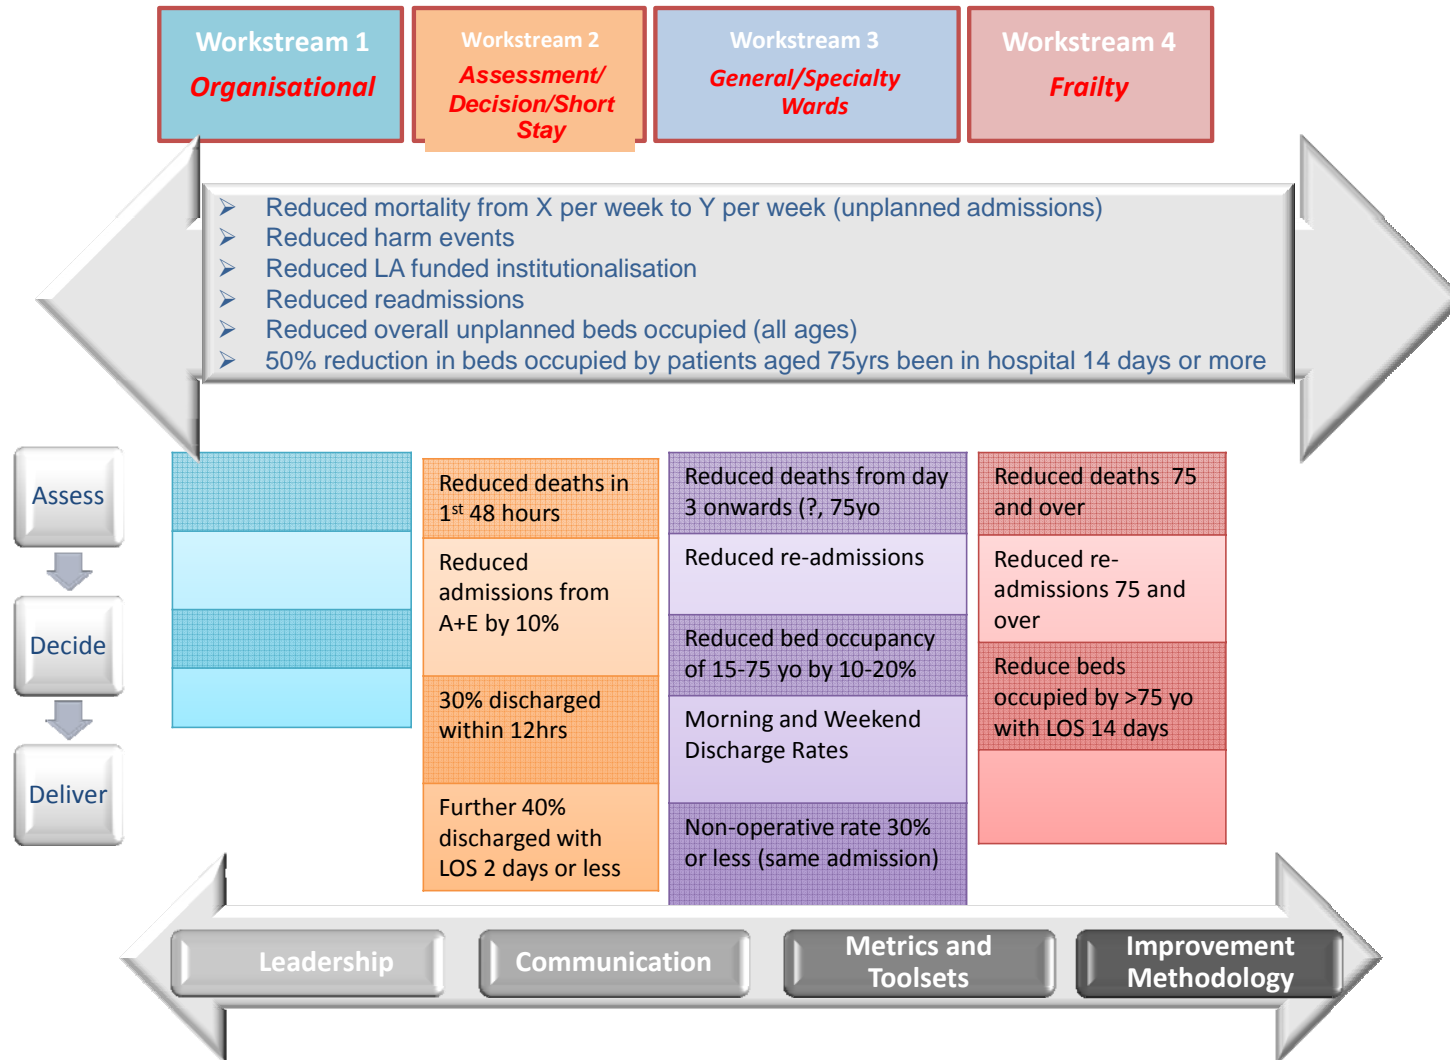 Workstream 1
Organisational
Workstream 2
Assessment/
Decision/Short
Stay
Workstream 3
General/Specialty
Wards
Workstream 4
Frailty
➢ Reduced mortality from X per week to Y per week (unplanned admissions)
➢ Reduced harm events
➢ Reduced LA funded institutionalisation
➢ Reduced readmissions
➢ Reduced overall unplanned beds occupied (all ages)
➢ 50% reduction in beds occupied by patients aged 75yrs been in hospital 14 days or more
Assess
Decide
Deliver
Reduced deaths in
1st 48 hours
Reduced
admissions from
A+E by 10%
30% discharged
within 12hrs
Further 40%
discharged with
LOS 2 days or less
Reduced deaths from day
3 onwards (?, 75yo
Reduced re-admissions
Reduced bed occupancy
of 15-75 yo by 10-20%
Morning and Weekend
Discharge Rates
Non-operative rate 30%
or less (same admission)
Reduced deaths 75
and over
Reduced re-
admissions 75 and
over
Reduce beds
occupied by >75 yo
with LOS 14 days
Leadership
Communication
Metrics and
Toolsets
Improvement
Methodology